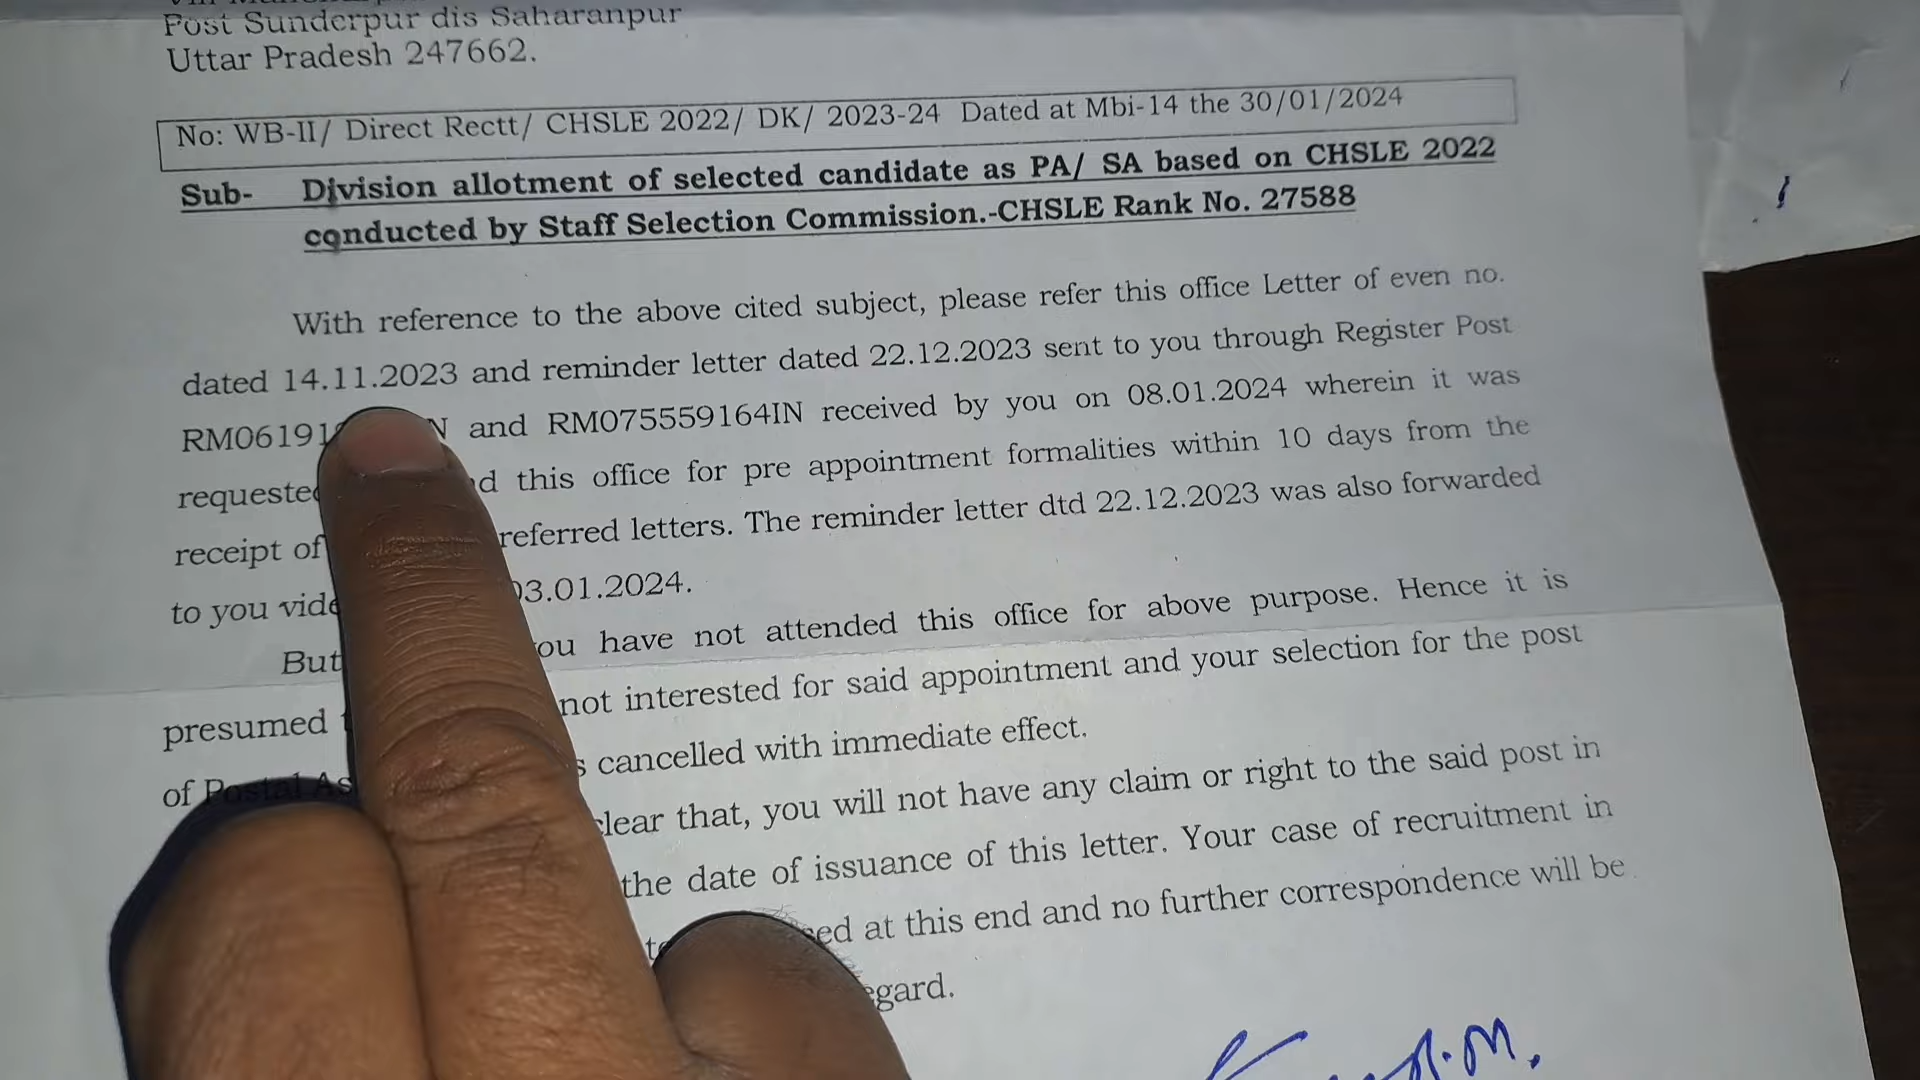 Post Sunderpur dis Saharanpur
Uttar Pradesh 247662.
No: WB-II/ Direct Rectt/ CHSLE 2022/ DK/ 2023-24 Dated at Mbi-14 the 30/01/2024
Sub- Division allotment of selected candidate as PA/ SA based on CHSLE 2022
conducted by Staff Selection Commission.-CHSLE Rank No. 27588
With reference to the above cited subject, please refer this office Letter of even no.
dated 14.11.2023 and reminder letter dated 22.12.2023 sent to you through Register Post
and RM075559164IN received by you on 08.01.2024 wherein it was
this office for pre appointment formalities within 10 days from the
receipt of referred letters. The reminder letter dtd 22.12.2023 was also forwarded
to you 03.01.2024.
But have not attended this office for above purpose. Hence it is
presumed not interested for said appointment and your selection for the post
of Postal cancelled with immediate effect.
that, you will not have any claim or right to the said post in
the date of issuance of this letter. Your case of recruitment in
at this end and no further correspondence will be